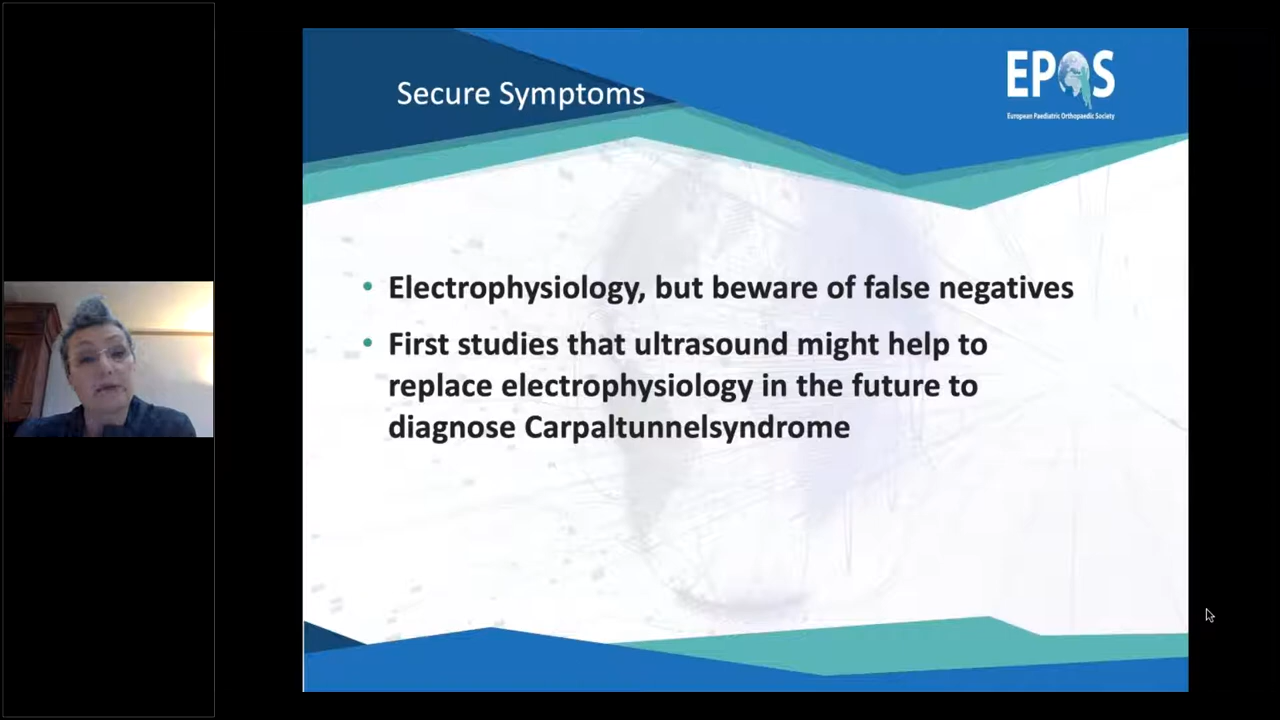 Secure Symptoms
EPOS
European Paediatric Orthopaedic Society
• Electrophysiology, but beware of false negatives
• First studies that ultrasound might help to
replace electrophysiology in the future to
diagnose Carpaltunnelsyndrome